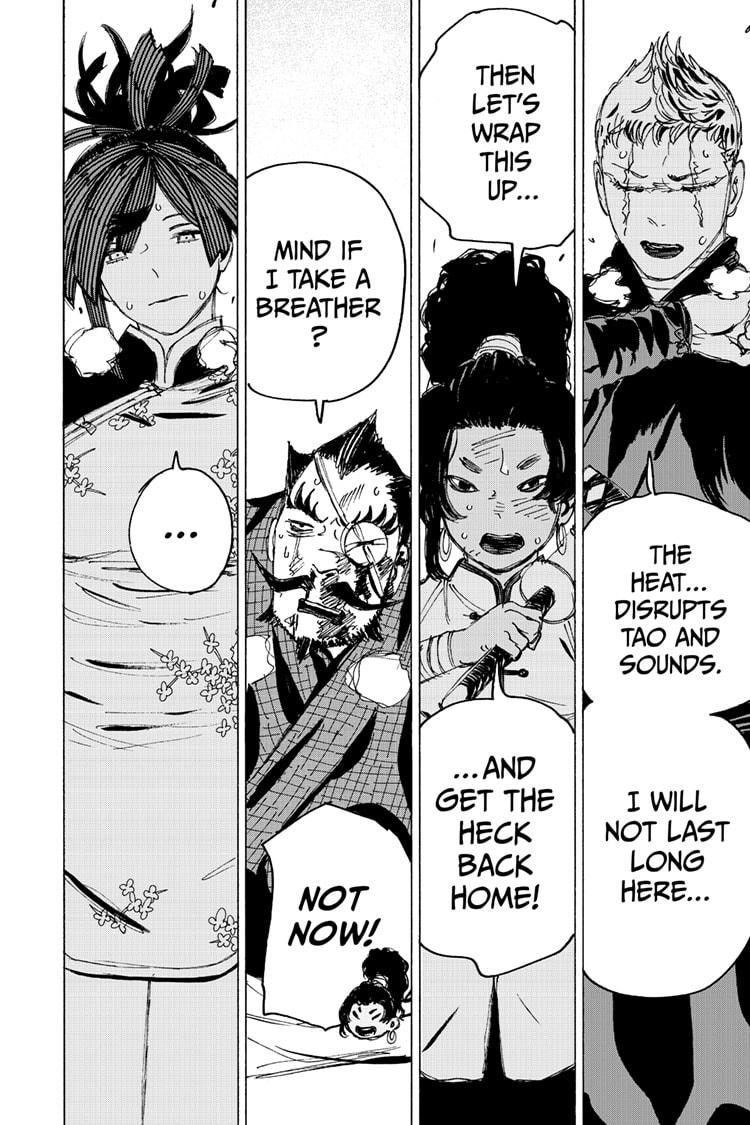 THE
HEAT...
DISRUPTS
TAO AND
SOUNDS.
I WILL
NOT LAST
LONG
HERE...
THEN
LET'S
WRAP
THIS
UP...
...AND
GET THE
HECK
BACK
HOME!
MIND IF
I TAKE A
BREATHER
?
NOT
NOW!
...